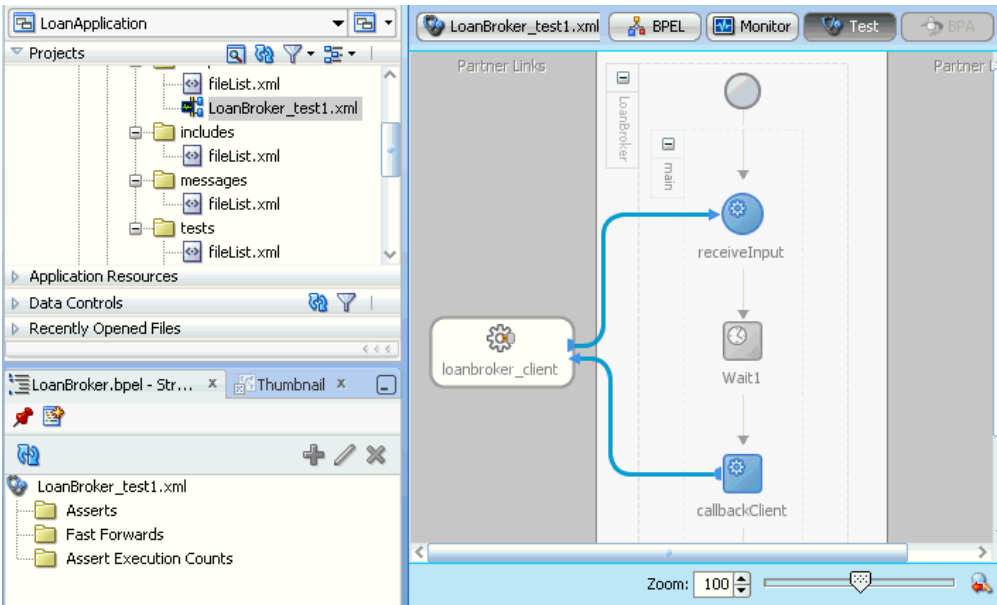 LoanApplication
Projects
fileList.xml
LoanBroker_test1.xml
includes
fileList.xml
messages
fileList.xml
tests
fileList.xml
Application Resources
Data Controls
Recently Opened Files
LoanBroker.bpel - Str...
Thumbnail
LoanBroker_test1.xml
Asserts
Fast Forwards
Assert Execution Counts
LoanBroker_test1.xml
BPEL
Monitor
Test
BPA
Partner Links
Partner L
LoanBroker
main
receiveInput
loanbroker_client
Wait1
callbackClient
Zoom: 100